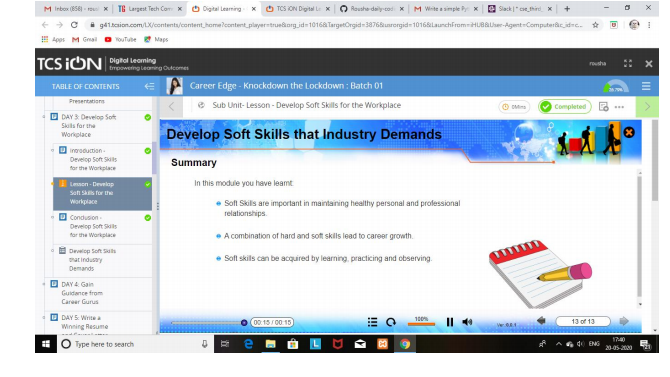 Inbox (858) - rous
Largest Tech Com
Digital Learning
TCS iON Digital Le
Roushe-daily-cod
Write a simple Pyt
Slack | * cse_third_
g41.tcsion.com/LX/contents/content_home?content_player=true&org_id=1016&TargetOrgid=3876&usrorgid=1016&LaunchFrom=iHUB&User-Agent=Computer&c_id=c...
Apps
Gmail
YouTube
Maps
TCS iON
Digital Learning
Empowering Learning Outcomes
rousha
TABLE OF CONTENTS
Career Edge - Knockdown the Lockdown : Batch 01
Presentations
DAY 3: Develop Soft
Skills for the
Workplace
Introduction -
Develop Soft Skills
for the Workplace
Lesson - Develop
Soft Skills for the
Workplace
Conclusion -
Develop Soft Skills
for the Workplace
Develop Soft Skills
that Industry
Demands
DAY 4: Gain
Guidance from
Career Gurus
DAY 5: Write a
Winning Resume
Sub Unit- Lesson - Develop Soft Skills for the Workplace
0Mins
Completed
Develop Soft Skills that Industry Demands
Summary
In this module you have learnt:
Soft Skills are important in maintaining healthy personal and professional
relationships.
A combination of hard and soft skills lead to career growth.
Soft skills can be acquired by learning, practicing and observing.
00:15 / 00:15
100%
13 of 13
Type here to search
ENG
17:40
20-05-2020